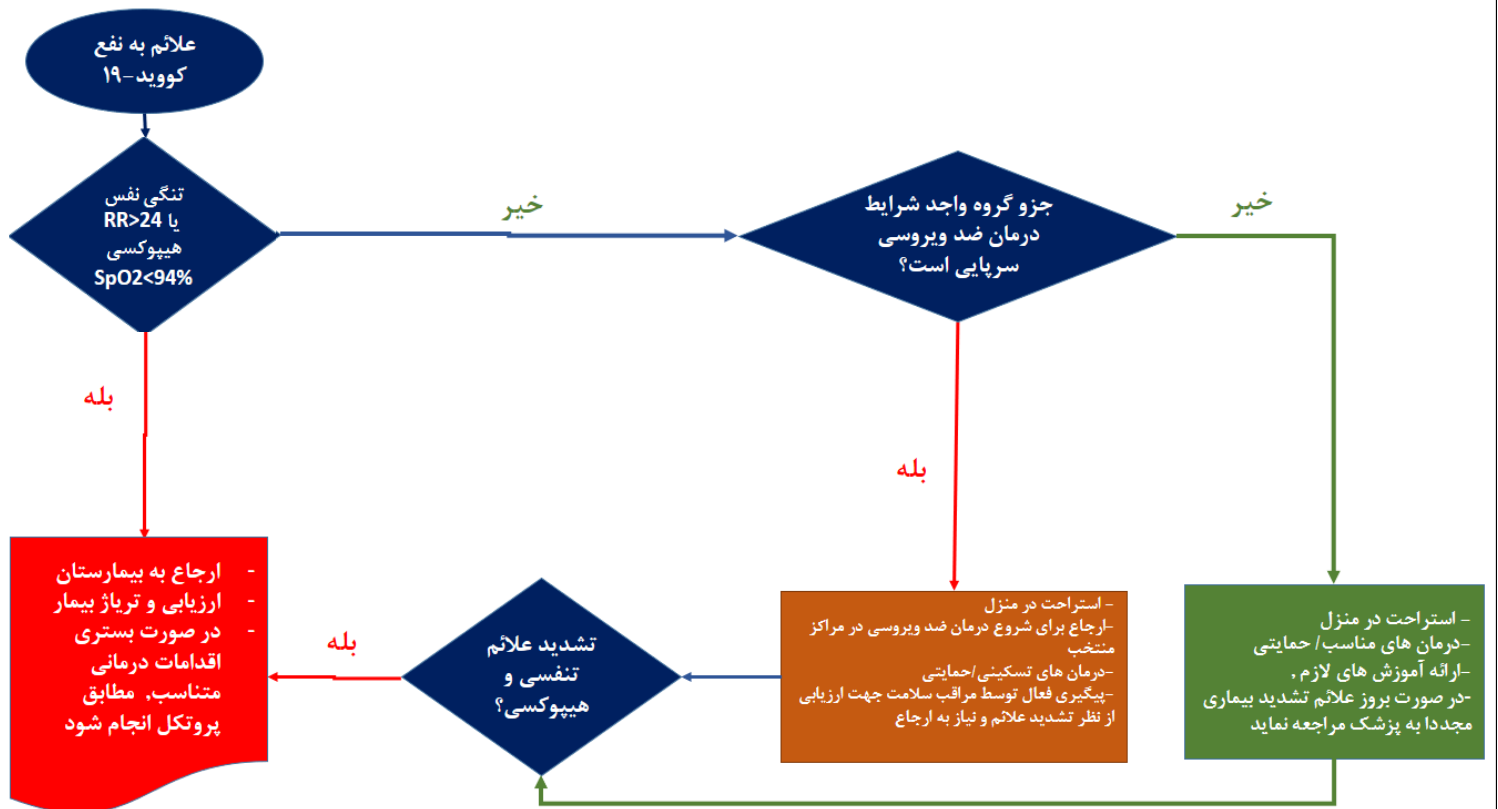 علائم به نفع
کووید-۱۹
تنگی نفس
یا RR>24
هیپوکسی
SpO2<94%
خیر
جزو گروه واجد شرایط
درمان ضد ویروسی
سرپایی است؟
خیر
بله
بله
- ارجاع به بیمارستان
- ارزیابی و تریاژ بیمار
- در صورت بستری
اقدامات درمانی
متناسب, مطابق
پروتکل انجام شود
بله
تشدید علائم
تنفسی و
هیپوکسی؟
- استراحت در منزل
-ارجاع برای شروع درمان ضد ویروسی در مراکز
منتخب
-درمان های تسکینی/حمایتی
-پیگیری فعال توسط مراقب سلامت جهت ارزیابی
از نظر تشدید علائم و نیاز به ارجاع
- استراحت در منزل
-درمان های مناسب/ حمایتی
-ارائه آموزش های لازم ,
-در صورت بروز علائم تشدید بیماری
مجددا به پزشک مراجعه نماید